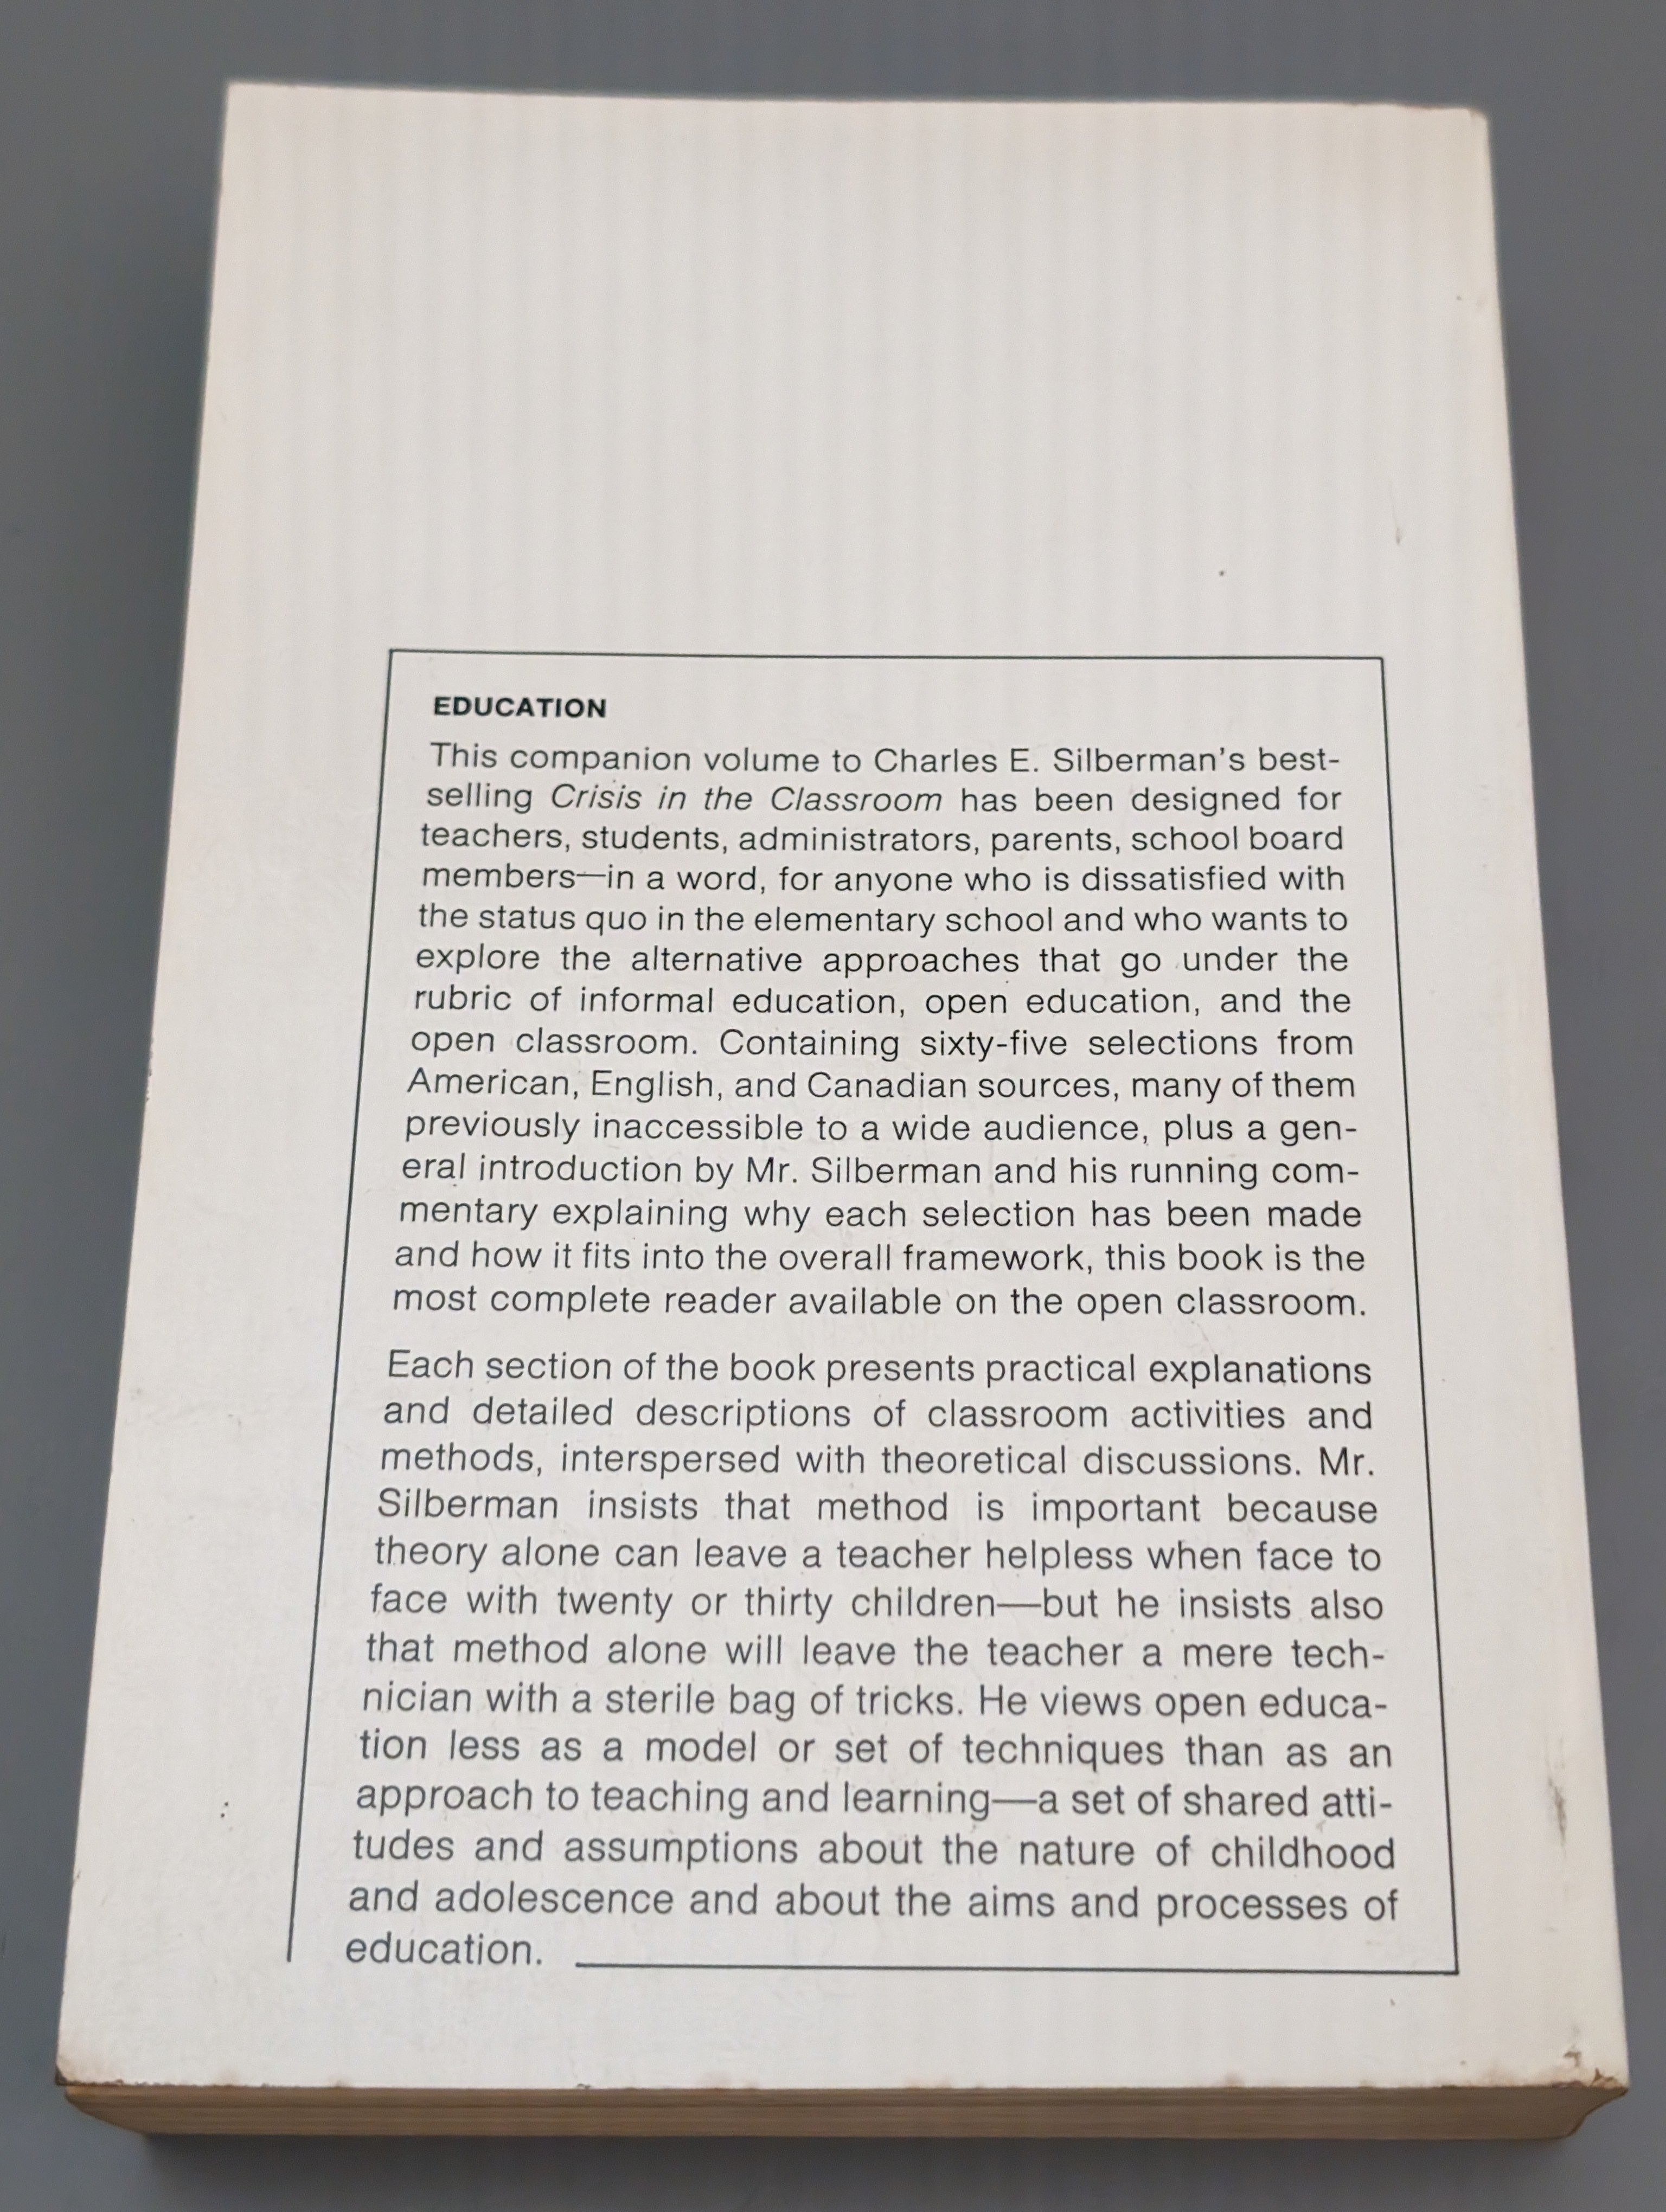 EDUCATION
This companion volume to Charles E. Silberman's best-
selling Crisis in the Classroom has been designed for
teachers, students, administrators, parents, school board
members—in a word, for anyone who is dissatisfied with
the status quo in the elementary school and who wants to
explore the alternative approaches that go under the
rubric of informal education, open education, and the
open classroom. Containing sixty-five selections from
American, English, and Canadian sources, many of them
previously inaccessible to a wide audience, plus a gen-
eral introduction by Mr. Silberman and his running com-
mentary explaining why each selection has been made
and how it fits into the overall framework, this book is the
most complete reader available on the open classroom.
Each section of the book presents practical explanations
and detailed descriptions of classroom activities and
methods, interspersed with theoretical discussions. Mr.
Silberman insists that method is important because
theory alone can leave a teacher helpless when face to
face with twenty or thirty children—but he insists also
that method alone will leave the teacher a mere tech-
nician with a sterile bag of tricks. He views open educa-
tion less as a model or set of techniques than as an
approach to teaching and learning—a set of shared atti-
tudes and assumptions about the nature of childhood
and adolescence and about the aims and processes of
education.